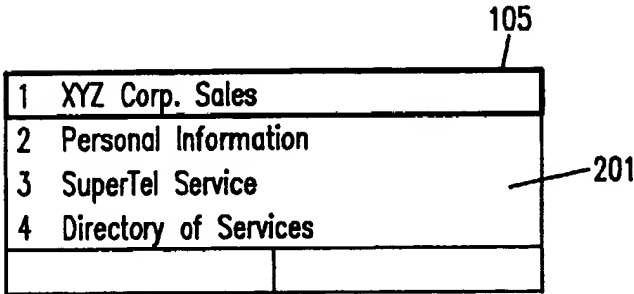 105
1 XYZ Corp. Sales
2 Personal Information
3 SuperTel Service
201
4 Directory of Services